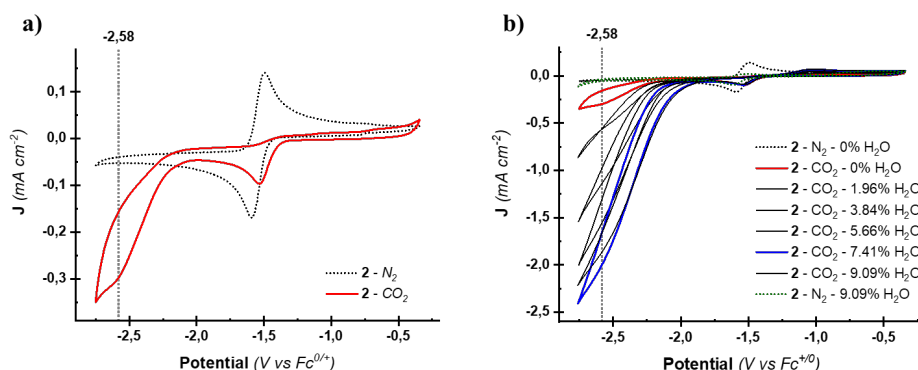 a)
-2,58
0,1
0,0
-0,1
-0,2
-0,3
J (mA cm⁻²)
2 - N₂
2 - CO₂
-2,5 -2,0 -1,5 -1,0 -0,5
Potential (V vs Fc⁰/⁺)
b)
-2,58
0,0
-0,5
-1,0
-1,5
-2,0
-2,5
J (mA cm⁻²)
2 - N₂ - 0% H₂O
2 - CO₂ - 0% H₂O
2 - CO₂ - 1.96% H₂O
2 - CO₂ - 3.84% H₂O
2 - CO₂ - 5.66% H₂O
2 - CO₂ - 7.41% H₂O
2 - CO₂ - 9.09% H₂O
2 - N₂ - 9.09% H₂O
-2,5 -2,0 -1,5 -1,0 -0,5
Potential (V vs Fc⁺/⁰)